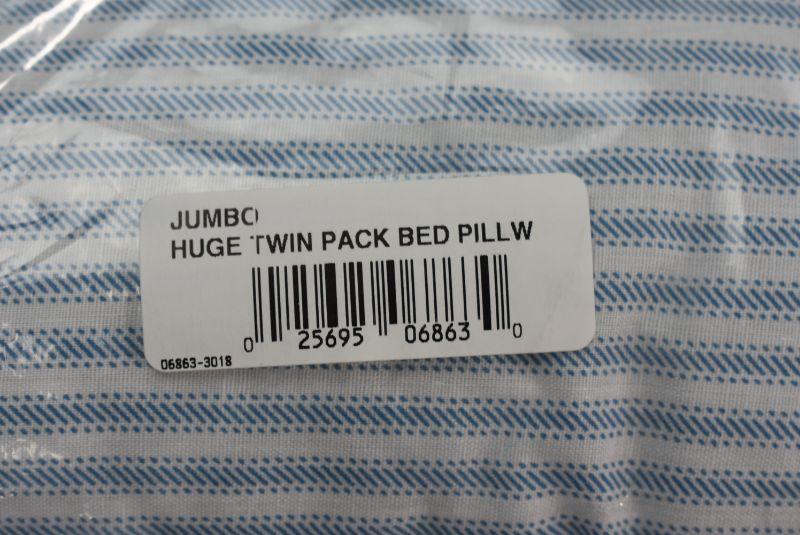 JUMBO
HUGE TWIN PACK BED PILLW
0 25695 06863 0
06863-3018